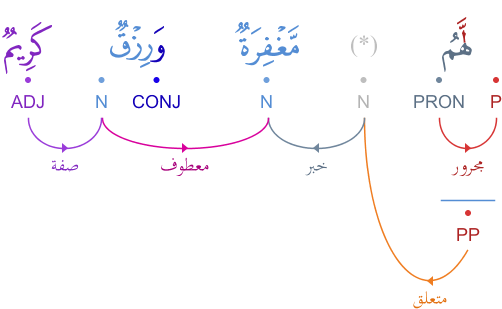 لَّهُم (*) مَّغْفِرَةٌ وَرِزْقٌ كَرِيمٌ
P PRON N N CONJ N ADJ
مجرور خبر معطوف صفة
PP
متعلق